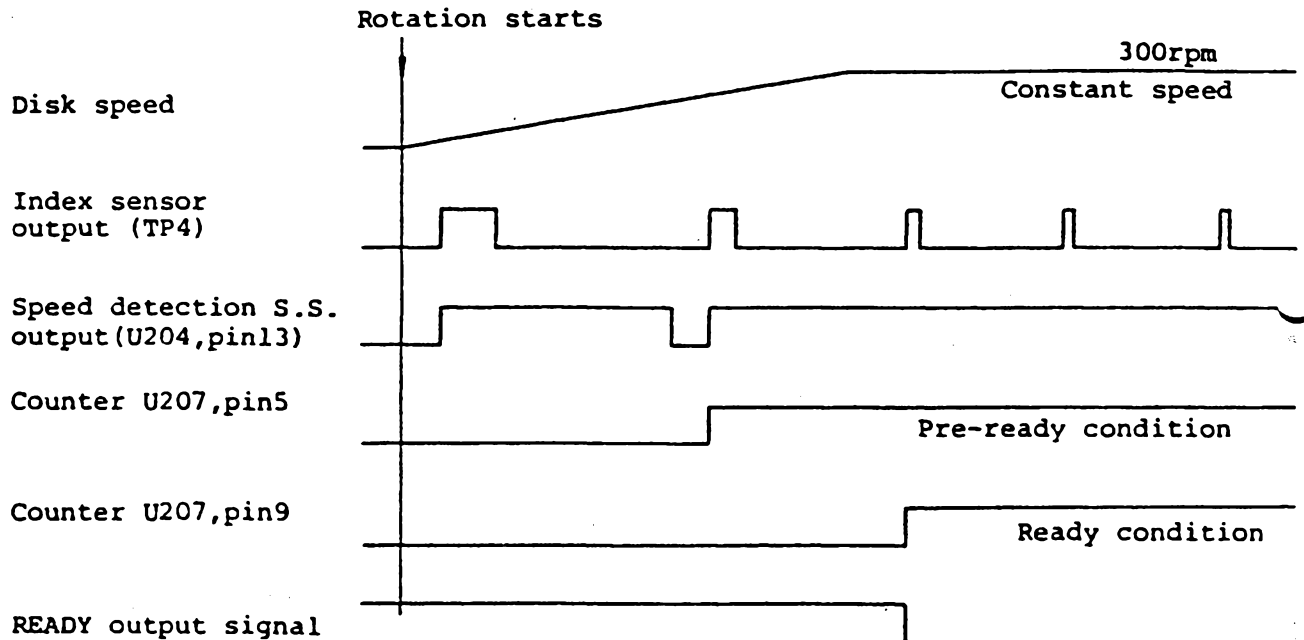 Rotation starts
300rpm
Constant speed
Disk speed
Index sensor
output (TP4)
Speed detection S.S.
output(U204,pin13)
Counter U207,pin5
Pre-ready condition
Counter U207,pin9
Ready condition
READY output signal